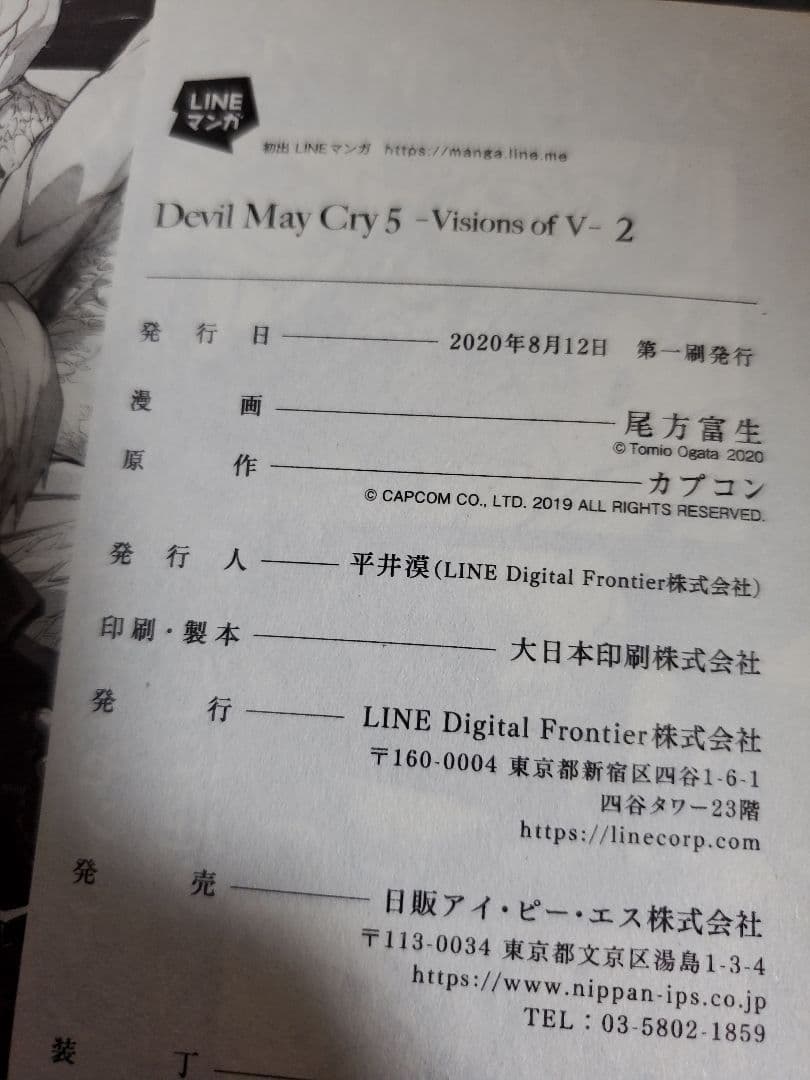 LINE
マンガ
初出 LINEマンガ https://manga.line.me
Devil May Cry 5 -Visions of V- 2
発行日 2020年8月12日 第一刷発行
漫画 尾方富生
© Tomio Ogata 2020
原作 カプコン
© CAPCOM CO., LTD. 2019 ALL RIGHTS RESERVED.
発行人 平井漠(LINE Digital Frontier株式会社)
印刷・製本 大日本印刷株式会社
発行 LINE Digital Frontier株式会社
〒160-0004 東京都新宿区四谷1-6-1
四谷タワー23階
https://linecorp.com
発売 日販アイ・ピー・エス株式会社
〒113-0034 東京都文京区湯島1-3-4
https://www.nippan-ips.co.jp
TEL：03-5802-1859
装丁